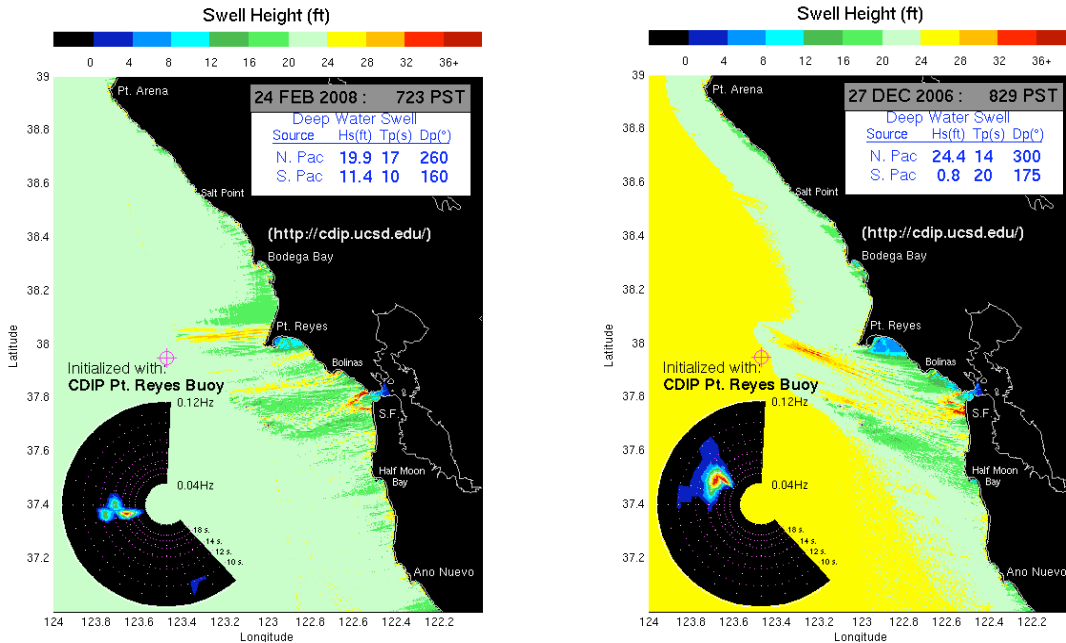 Swell Height (ft)
0 4 8 12 16 20 24 28 32 36+
24 FEB 2008 : 723 PST
Deep Water Swell
Source Hs(ft) Tp(s) Dp(°)
N. Pac 19.9 17 260
S. Pac 11.4 10 160
39
38.8
38.6
38.4
38.2
38
37.8
37.6
37.4
37.2
Latitude
Pt. Arena
Salt Point
(http://cdip.ucsd.edu/)
Bodega Bay
Pt. Reyes
Bolinas
S.F.
Half Moon
Bay
Ano Nuevo
Initialized with:
CDIP Pt. Reyes Buoy
0.12Hz
0.04Hz
18 s.
14 s.
12 s.
10 s.
124 123.8 123.6 123.4 123.2 123 122.8 122.6 122.4 122.2
Longitude
Swell Height (ft)
0 4 8 12 16 20 24 28 32 36+
27 DEC 2006 : 829 PST
Deep Water Swell
Source Hs(ft) Tp(s) Dp(°)
N. Pac 24.4 14 300
S. Pac 0.8 20 175
39
38.8
38.6
38.4
38.2
38
37.8
37.6
37.4
37.2
Latitude
Pt. Arena
Salt Point
(http://cdip.ucsd.edu/)
Bodega Bay
Pt. Reyes
Bolinas
S.F.
Half Moon
Bay
Ano Nuevo
Initialized with:
CDIP Pt. Reyes Buoy
0.12Hz
0.04Hz
18 s.
14 s.
12 s.
10 s.
124 123.8 123.6 123.4 123.2 123 122.8 122.6 122.4 122.2
Longitude